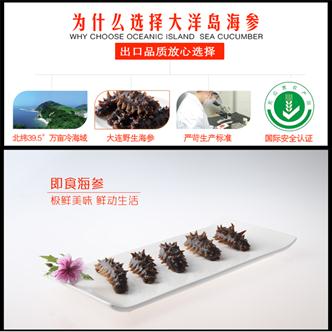 为什么选择大洋岛海参
WHY CHOOSE OCEANIC ISLAND SEA CUCUMBER
出口品质放心选择
北纬39.5°万亩冷海域
大连野生海参
严苛生产标准
国际安全认证
即食海参
极鲜美味 鲜动生活